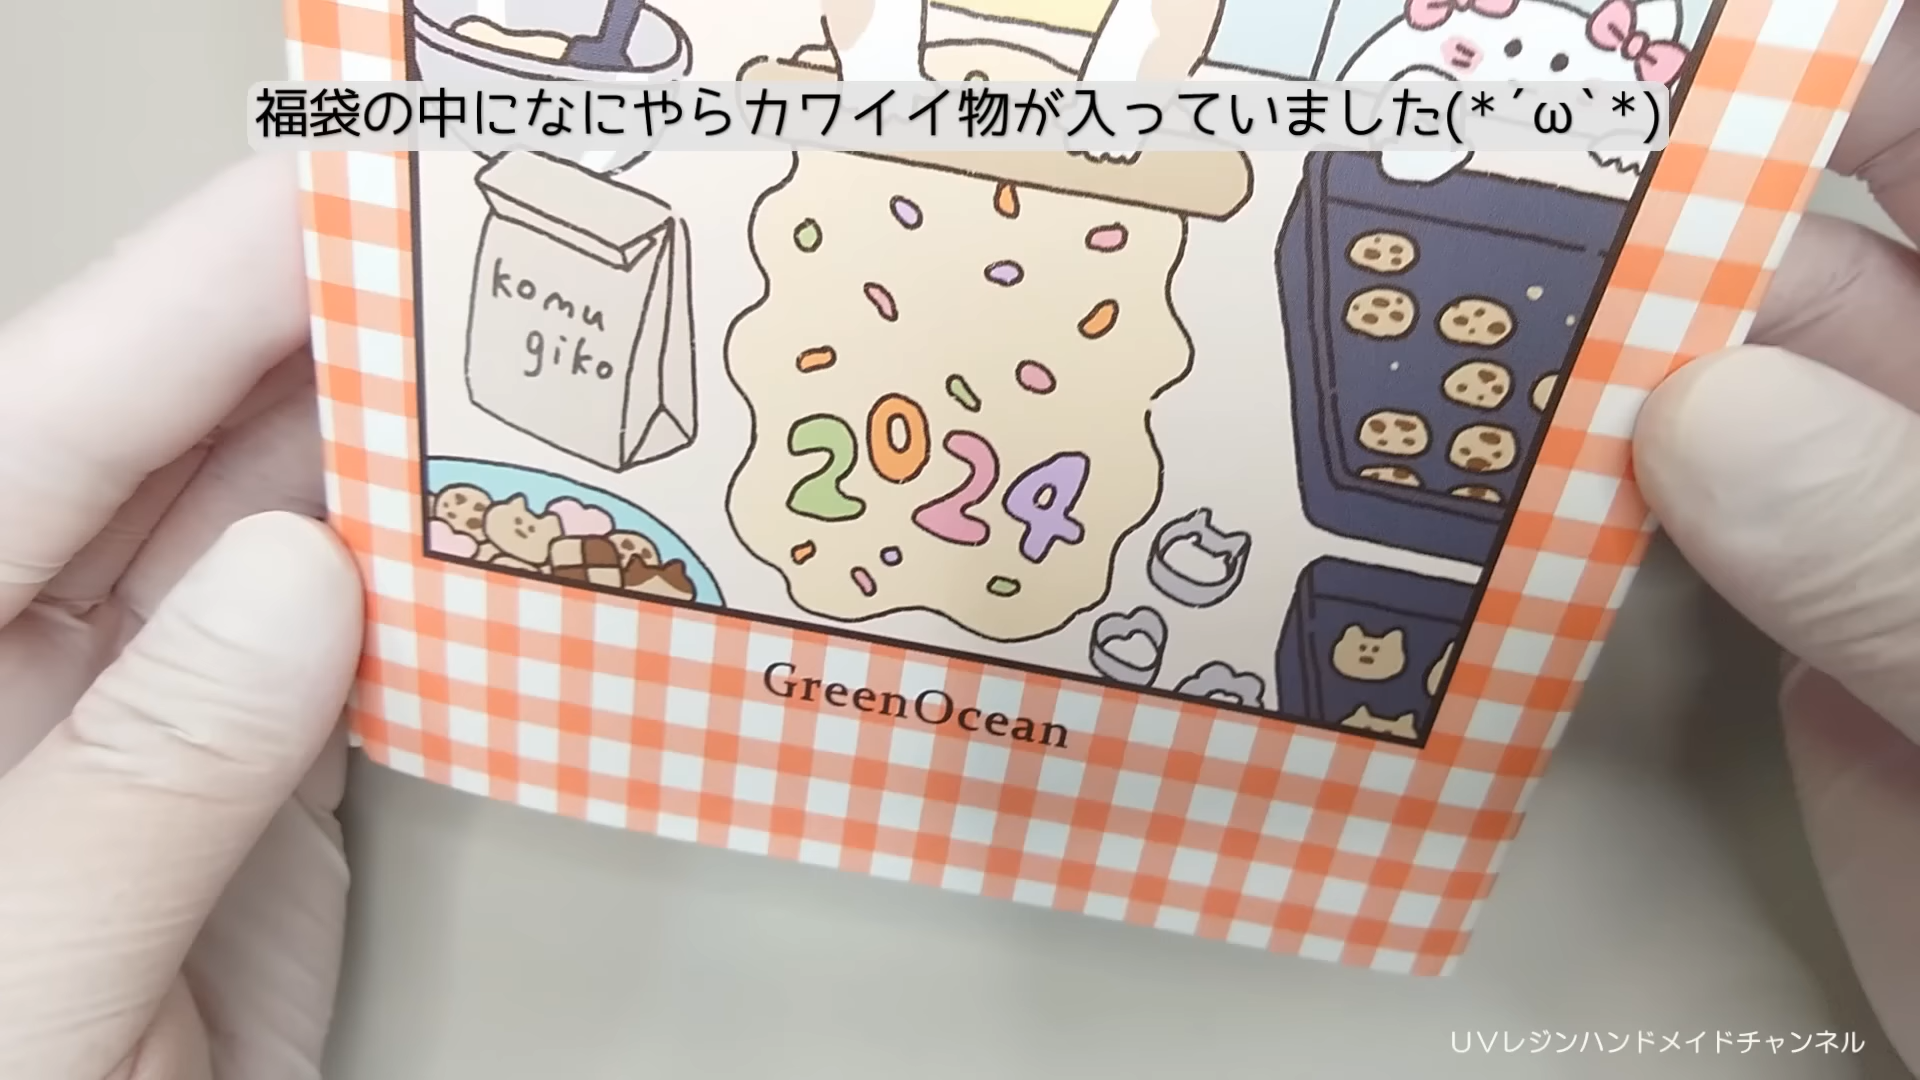 福袋の中になにやらカワイイ物が入っていました(*´ω`*)
komu
giko
2024
GreenOcean
UVレジンハンドメイドチャンネル